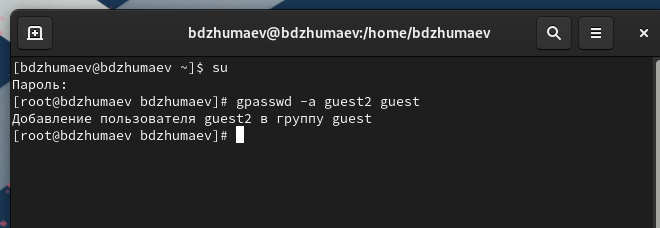 bdzhumaev@bdzhumaev:/home/bdzhumaev
[bdzhumaev@bdzhumaev ~]$ su
Пароль:
[root@bdzhumaev bdzhumaev]# gpasswd -a guest2 guest
Добавление пользователя guest2 в группу guest
[root@bdzhumaev bdzhumaev]#